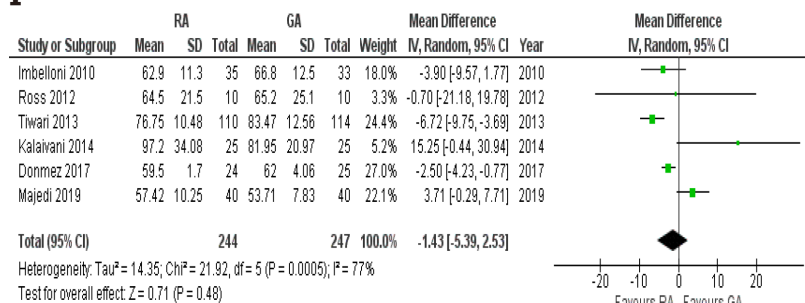 RA GA Mean Difference Mean Difference
Study or Subgroup Mean SD Total Mean SD Total Weight IV, Random, 95% CI Year IV, Random, 95% CI
Imbelloni 2010 62.9 11.3 35 66.8 12.5 33 18.0% -3.90 [-9.57, 1.77] 2010
Ross 2012 64.5 21.5 10 65.2 25.1 10 3.3% -0.70 [-21.18, 19.78] 2012
Tiwari 2013 76.75 10.48 110 83.47 12.56 114 24.4% -6.72 [-9.75, -3.69] 2013
Kalaivani 2014 97.2 34.08 25 81.95 20.97 25 5.2% 15.25 [-0.44, 30.94] 2014
Donmez 2017 59.5 1.7 24 62 4.06 25 27.0% -2.50 [-4.23, -0.77] 2017
Majedi 2019 57.42 10.25 40 53.71 7.83 40 22.1% 3.71 [-0.29, 7.71] 2019
Total (95% CI) 244 247 100.0% -1.43 [-5.39, 2.53]
Heterogeneity: Tau² = 14.35; Chi² = 21.92, df = 5 (P = 0.0005); I² = 77%
Test for overall effect: Z = 0.71 (P = 0.48)
-20 -10 0 10 20
Favours RA Favours GA